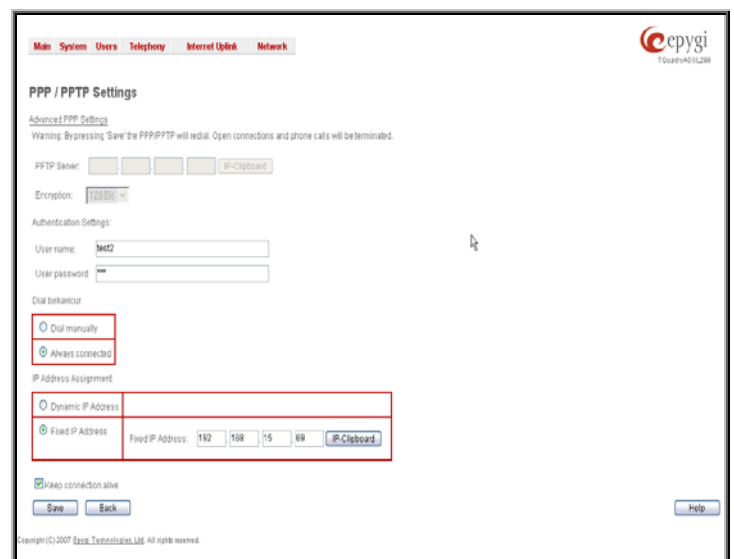 Main System Users Telephony Internet Uplink Network
epygi
PPP / PPTP Settings
Advanced PPP Settings
Warning: By pressing 'Save' the PPP/PPTP will redial. Open connections and phone calls will be terminated.
PPTP Server: . . . IP-Clipboard
Encryption: 128 Bit
Authentication Settings:
User name: test2
User password ***
Dial behaviour
Dial manually
Always connected
IP Address Assignment
Dynamic IP Address
Fixed IP Address Fixed IP Address: 192 .168 .15 .69 IP-Clipboard
Keep connection alive
Save Back Help
Copyright (C) 2007 Epygi Technologies, Ltd. All rights reserved.